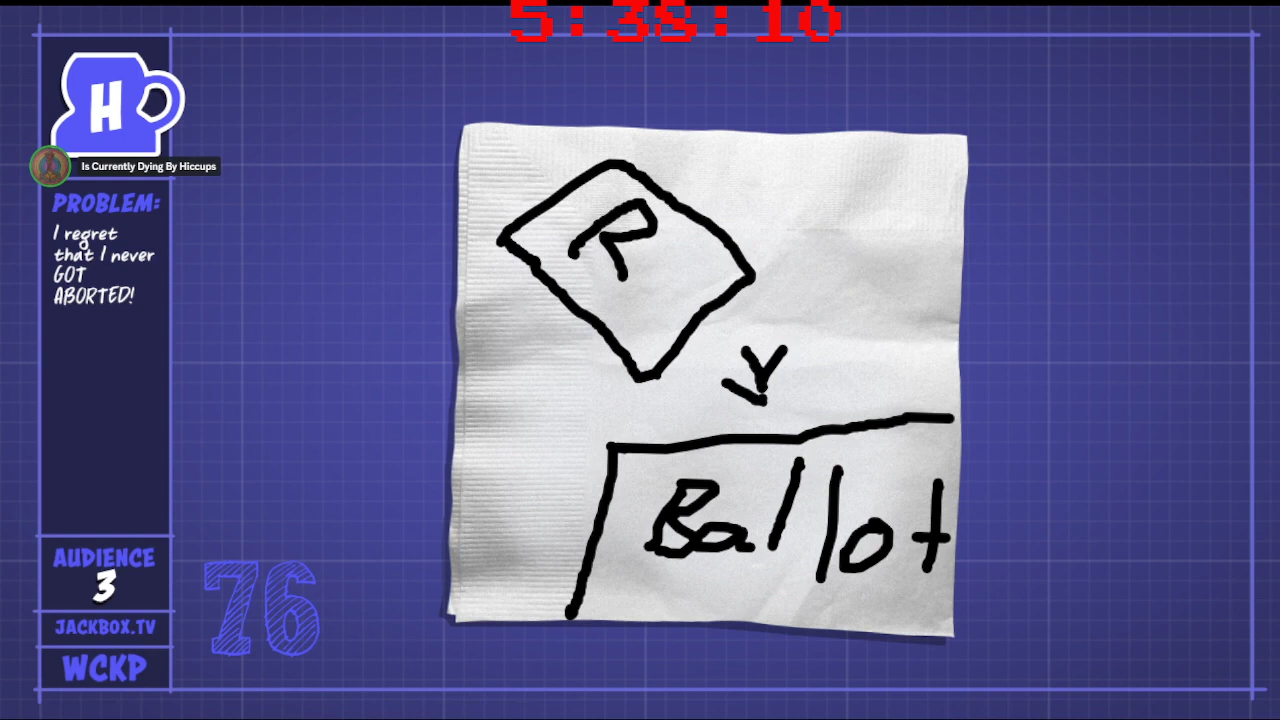 5:38:10
H
Is Currently Dying By Hiccups
PROBLEM:
I regret
that I never
GOT
ABORTED!
R
Ballot
AUDIENCE
3
76
JACKBOX.TV
WCKP